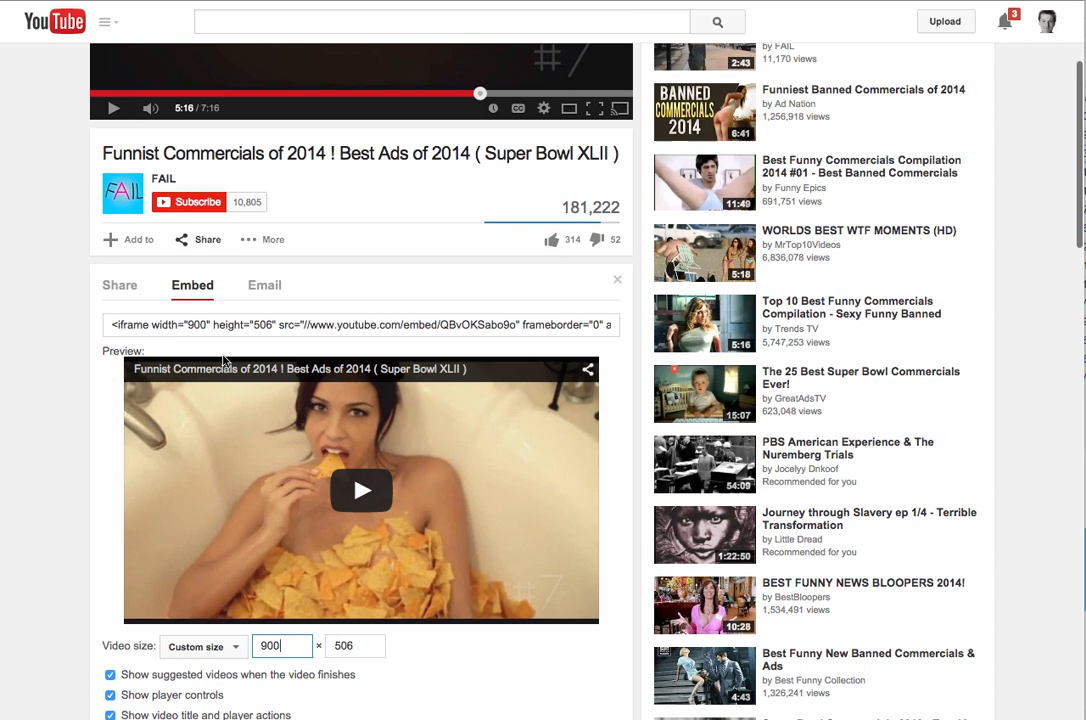 YouTube
Upload
3
#7
5:16 / 7:16
CC
Funnist Commercials of 2014 ! Best Ads of 2014 ( Super Bowl XLII )
FAIL
FAIL
Subscribe 10,805
181,222
Add to Share More 314 52
Share Embed Email
<iframe width="900" height="506" src="//www.youtube.com/embed/QBvOKSabo9o" frameborder="0" a
Preview:
Funnist Commercials of 2014 ! Best Ads of 2014 ( Super Bowl XLII )
#7
Video size: Custom size 900 × 506
Show suggested videos when the video finishes
Show player controls
Show video title and player actions
2:43
by FAIL
11,170 views
BANNED
COMMERCIALS
2014
6:41
Funniest Banned Commercials of 2014
by Ad Nation
1,256,918 views
11:49
Best Funny Commercials Compilation
2014 #01 - Best Banned Commercials
by Funny Epics
691,751 views
5:18
WORLDS BEST WTF MOMENTS (HD)
by MrTop10Videos
6,836,078 views
5:16
Top 10 Best Funny Commercials
Compilation - Sexy Funny Banned
by Trends TV
5,747,253 views
15:07
The 25 Best Super Bowl Commercials
Ever!
by GreatAdsTV
623,048 views
54:09
PBS American Experience & The
Nuremberg Trials
by Jocelyy Dnkoof
Recommended for you
1:22:50
Journey through Slavery ep 1/4 - Terrible
Transformation
by Little Dread
Recommended for you
10:28
BEST FUNNY NEWS BLOOPERS 2014!
by BestBloopers
1,534,491 views
4:43
Best Funny New Banned Commercials &
Ads
by Best Funny Collection
1,326,241 views